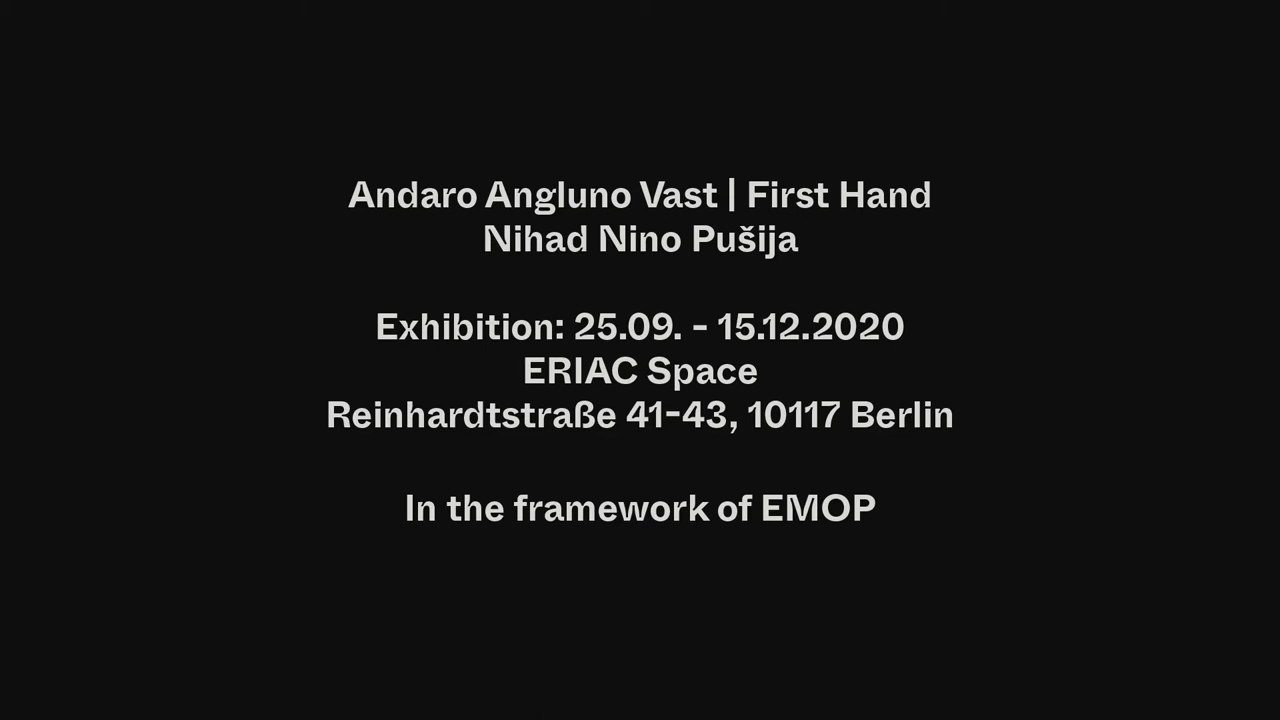 Andaro Angluno Vast | First Hand
Nihad Nino Pušija
Exhibition: 25.09. - 15.12.2020
ERIAC Space
Reinhardtstraße 41-43, 10117 Berlin
In the framework of EMOP